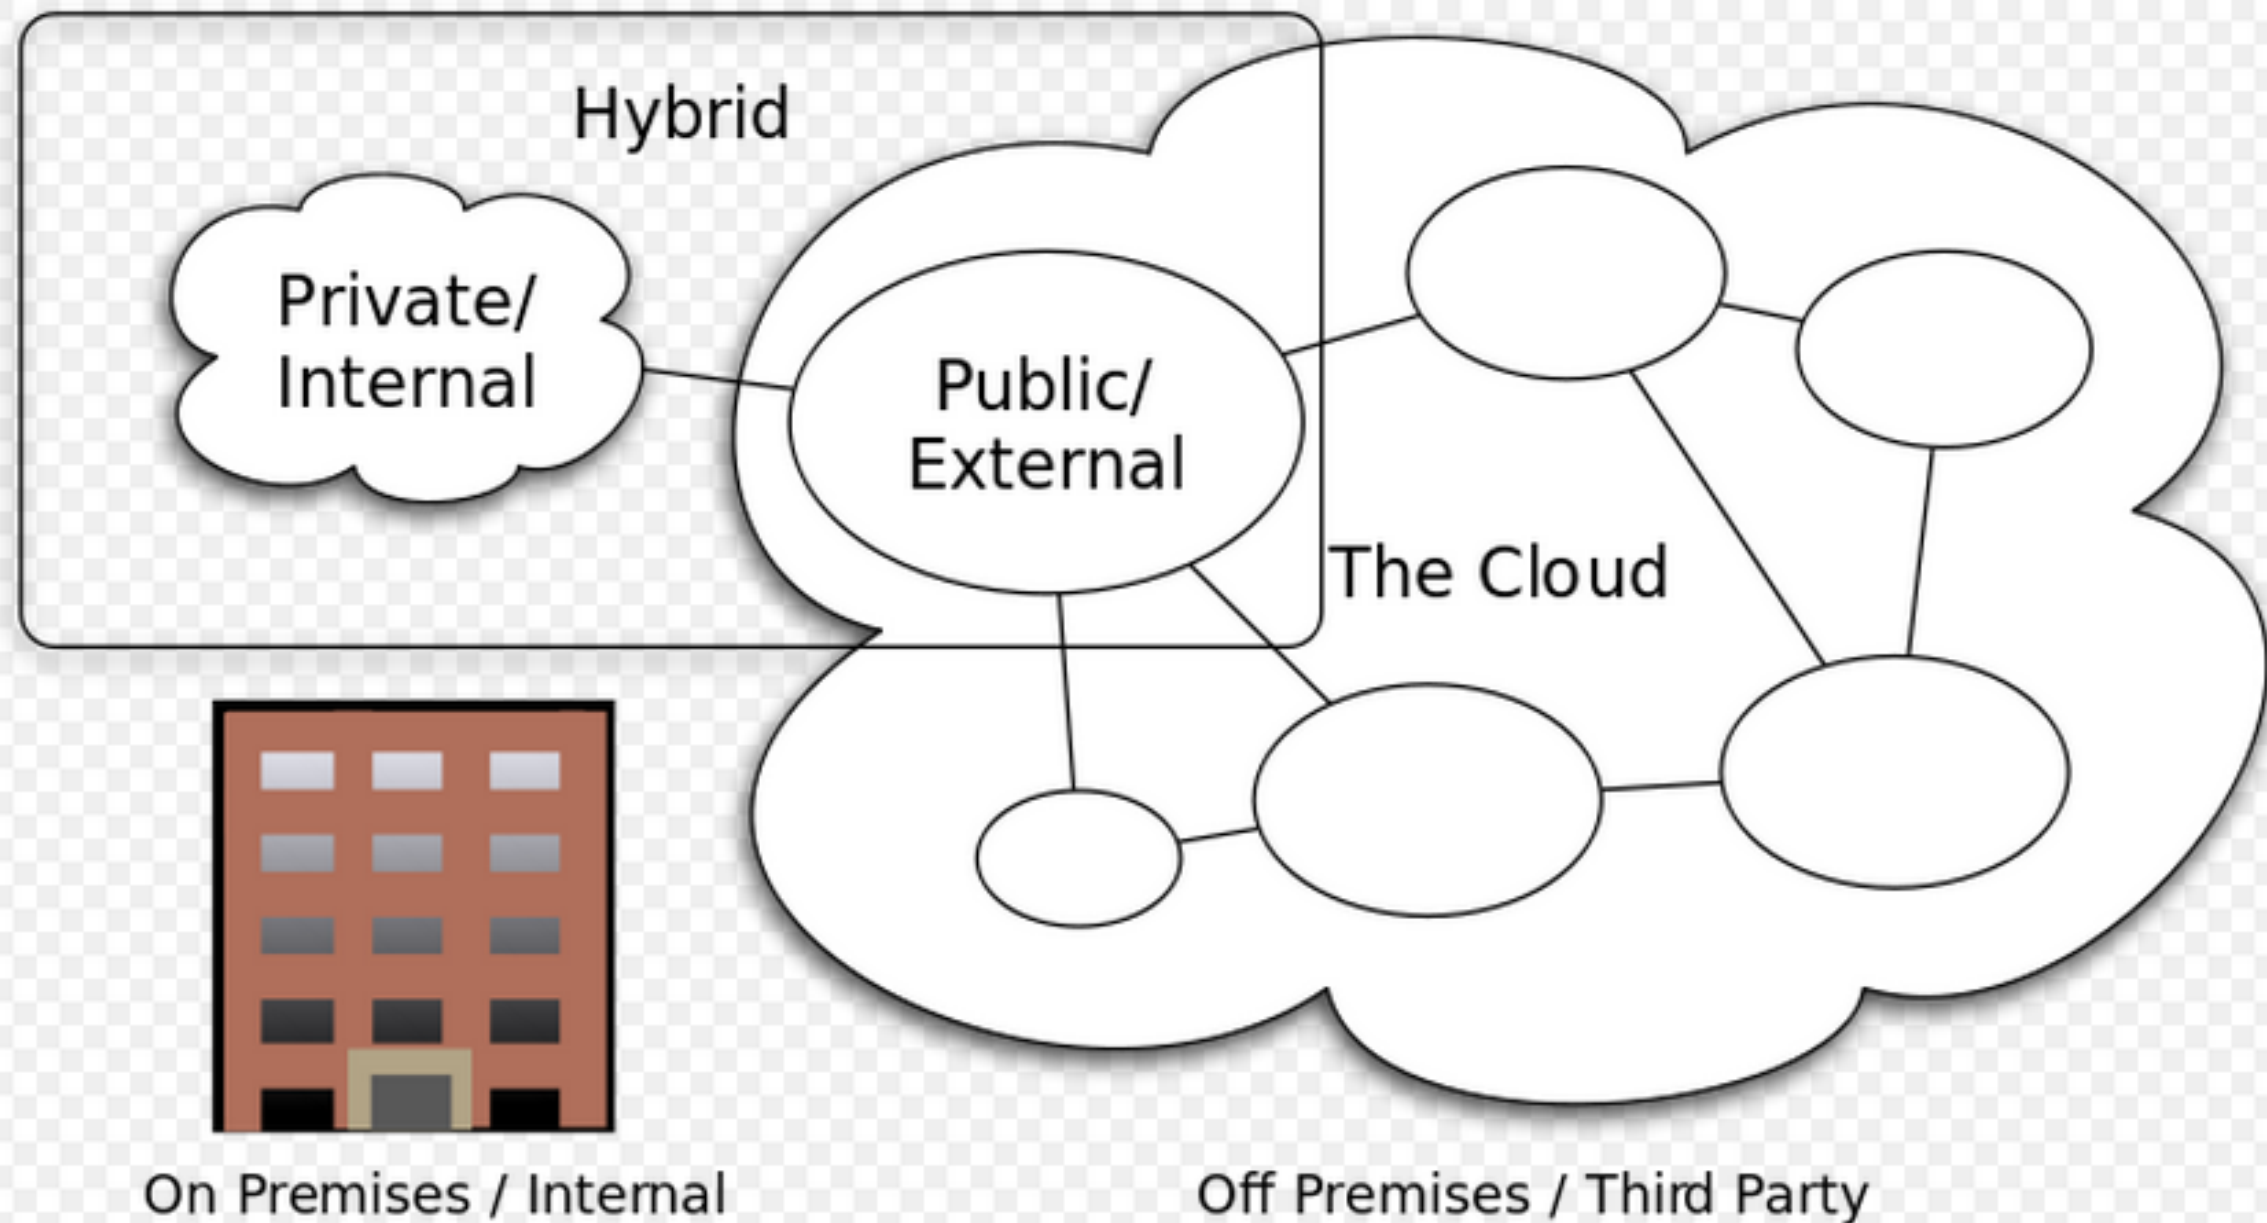 Hybrid
Private/
Internal
Public/
External
The Cloud
On Premises / Internal
Off Premises / Third Party